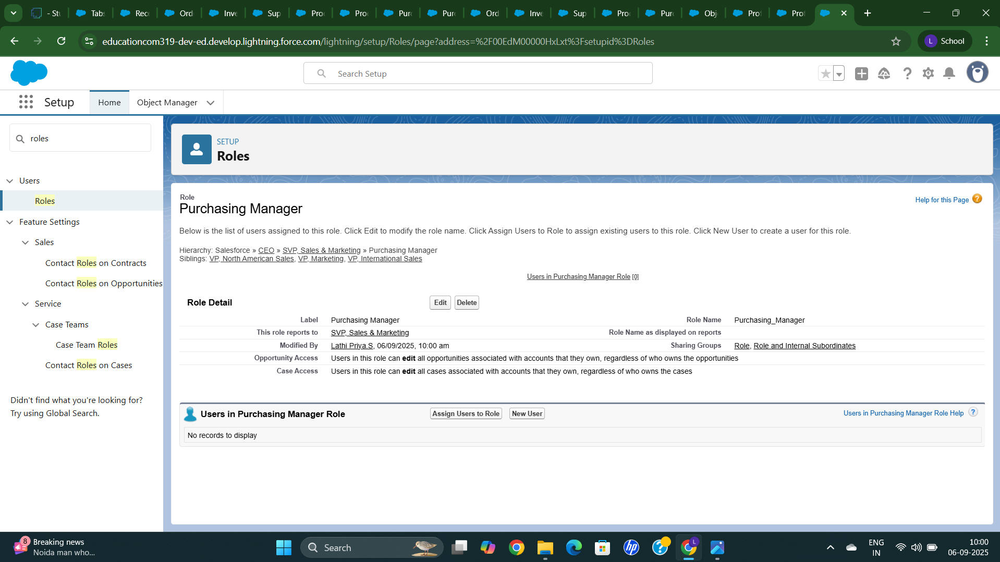 - St
Tabs
Rece
Ord
Inve
Sup
Proc
Proc
Purc
Purc
Ord
Inve
Sup
Proc
Purc
Obje
Prof
Prof
educationcom319-dev-ed.develop.lightning.force.com/lightning/setup/Roles/page?address=%2F00EdM00000HxLxt%3Fsetupid%3DRoles
L School
Search Setup
Setup
Home
Object Manager
roles
Users
Roles
Feature Settings
Sales
Contact Roles on Contracts
Contact Roles on Opportunities
Service
Case Teams
Case Team Roles
Contact Roles on Cases
Didn't find what you're looking for?
Try using Global Search.
SETUP
Roles
Role
Purchasing Manager
Help for this Page ?
Below is the list of users assigned to this role. Click Edit to modify the role name. Click Assign Users to Role to assign existing users to this role. Click New User to create a user for this role.
Hierarchy: Salesforce » CEO » SVP, Sales & Marketing » Purchasing Manager
Siblings: VP, North American Sales, VP, Marketing, VP, International Sales
Users in Purchasing Manager Role [0]
Role Detail Edit Delete
Label Purchasing Manager Role Name Purchasing_Manager
This role reports to SVP, Sales & Marketing Role Name as displayed on reports
Modified By Lathi Priya.S, 06/09/2025, 10:00 am Sharing Groups Role, Role and Internal Subordinates
Opportunity Access Users in this role can edit all opportunities associated with accounts that they own, regardless of who owns the opportunities
Case Access Users in this role can edit all cases associated with accounts that they own, regardless of who owns the cases
Users in Purchasing Manager Role Assign Users to Role New User Users in Purchasing Manager Role Help ?
No records to display
8
Breaking news
Noida man who...
Search
hp
L
ENG
IN
10:00
06-09-2025